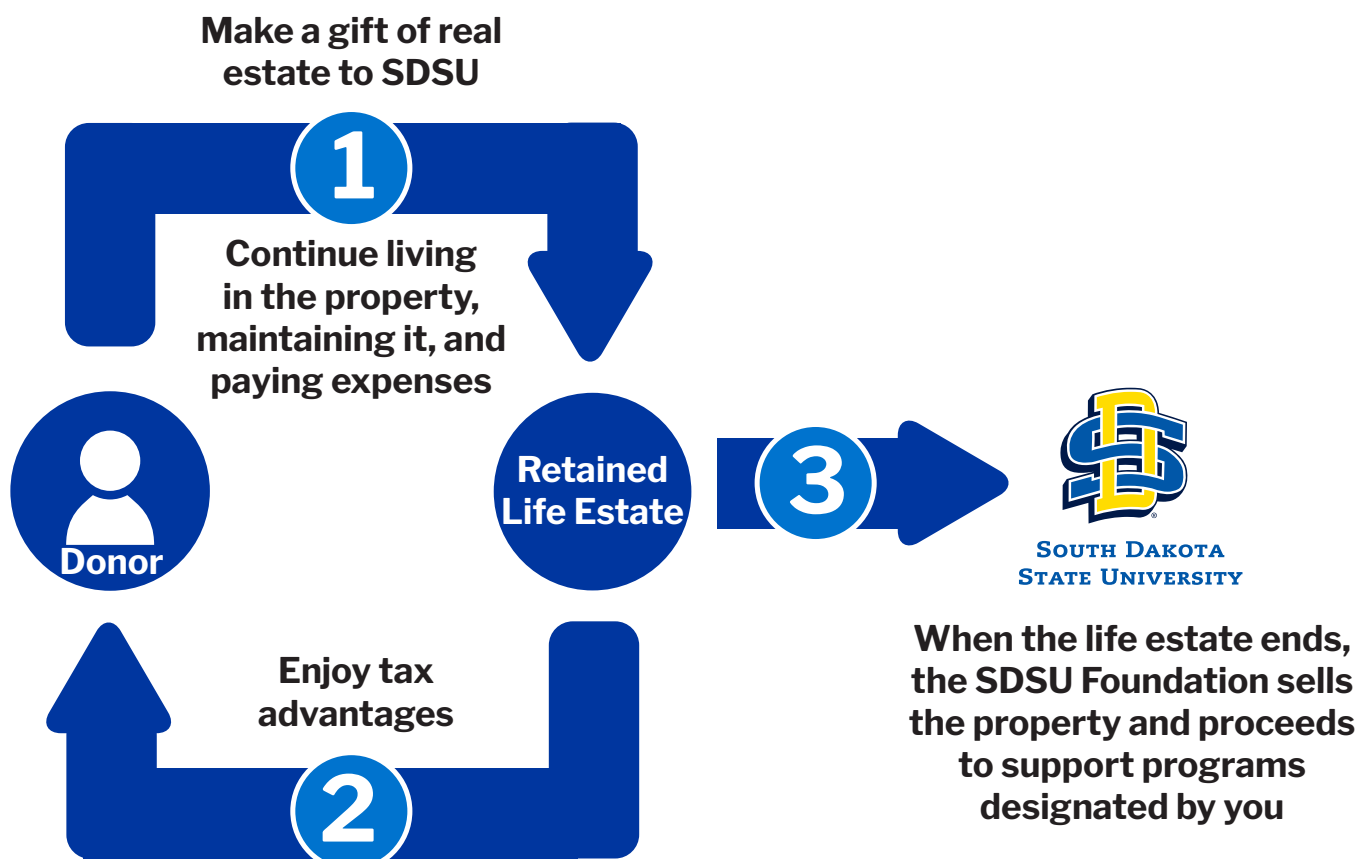 Make a gift of real
estate to SDSU
1
Continue living
in the property,
maintaining it, and
paying expenses
Donor
Retained
Life Estate
3
SD
®
SOUTH DAKOTA
STATE UNIVERSITY
When the life estate ends,
the SDSU Foundation sells
the property and proceeds
to support programs
designated by you
Enjoy tax
advantages
2